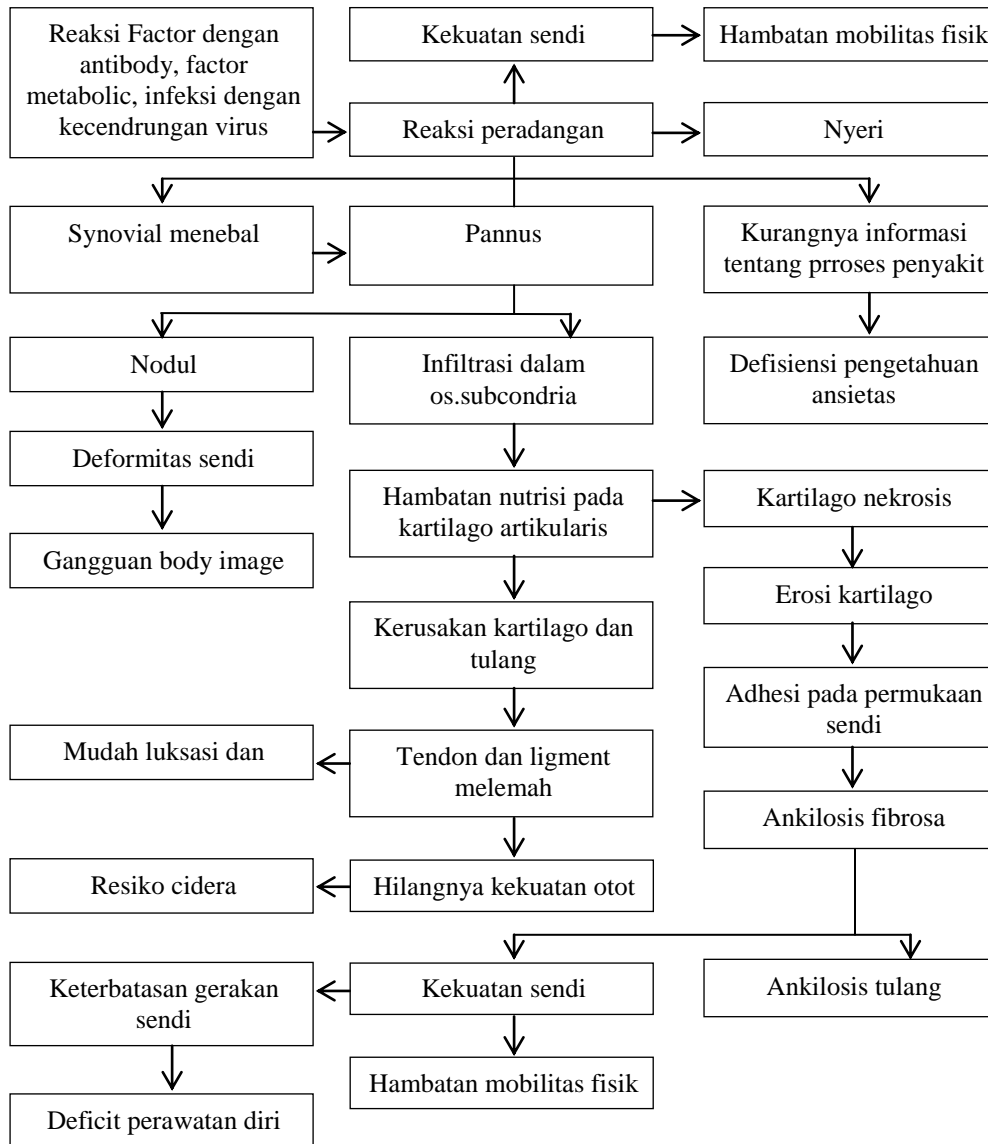 Reaksi Factor dengan
antibody, factor
metabolic, infeksi dengan
kecendrungan virus
Kekuatan sendi
Hambatan mobilitas fisik
Reaksi peradangan
Nyeri
Synovial menebal
Pannus
Kurangnya informasi
tentang prroses penyakit
Nodul
Infiltrasi dalam
os.subcondria
Defisiensi pengetahuan
ansietas
Deformitas sendi
Hambatan nutrisi pada
kartilago artikularis
Kartilago nekrosis
Gangguan body image
Erosi kartilago
Kerusakan kartilago dan
tulang
Adhesi pada permukaan
sendi
Mudah luksasi dan
Tendon dan ligment
melemah
Ankilosis fibrosa
Resiko cidera
Hilangnya kekuatan otot
Keterbatasan gerakan
sendi
Kekuatan sendi
Ankilosis tulang
Hambatan mobilitas fisik
Deficit perawatan diri